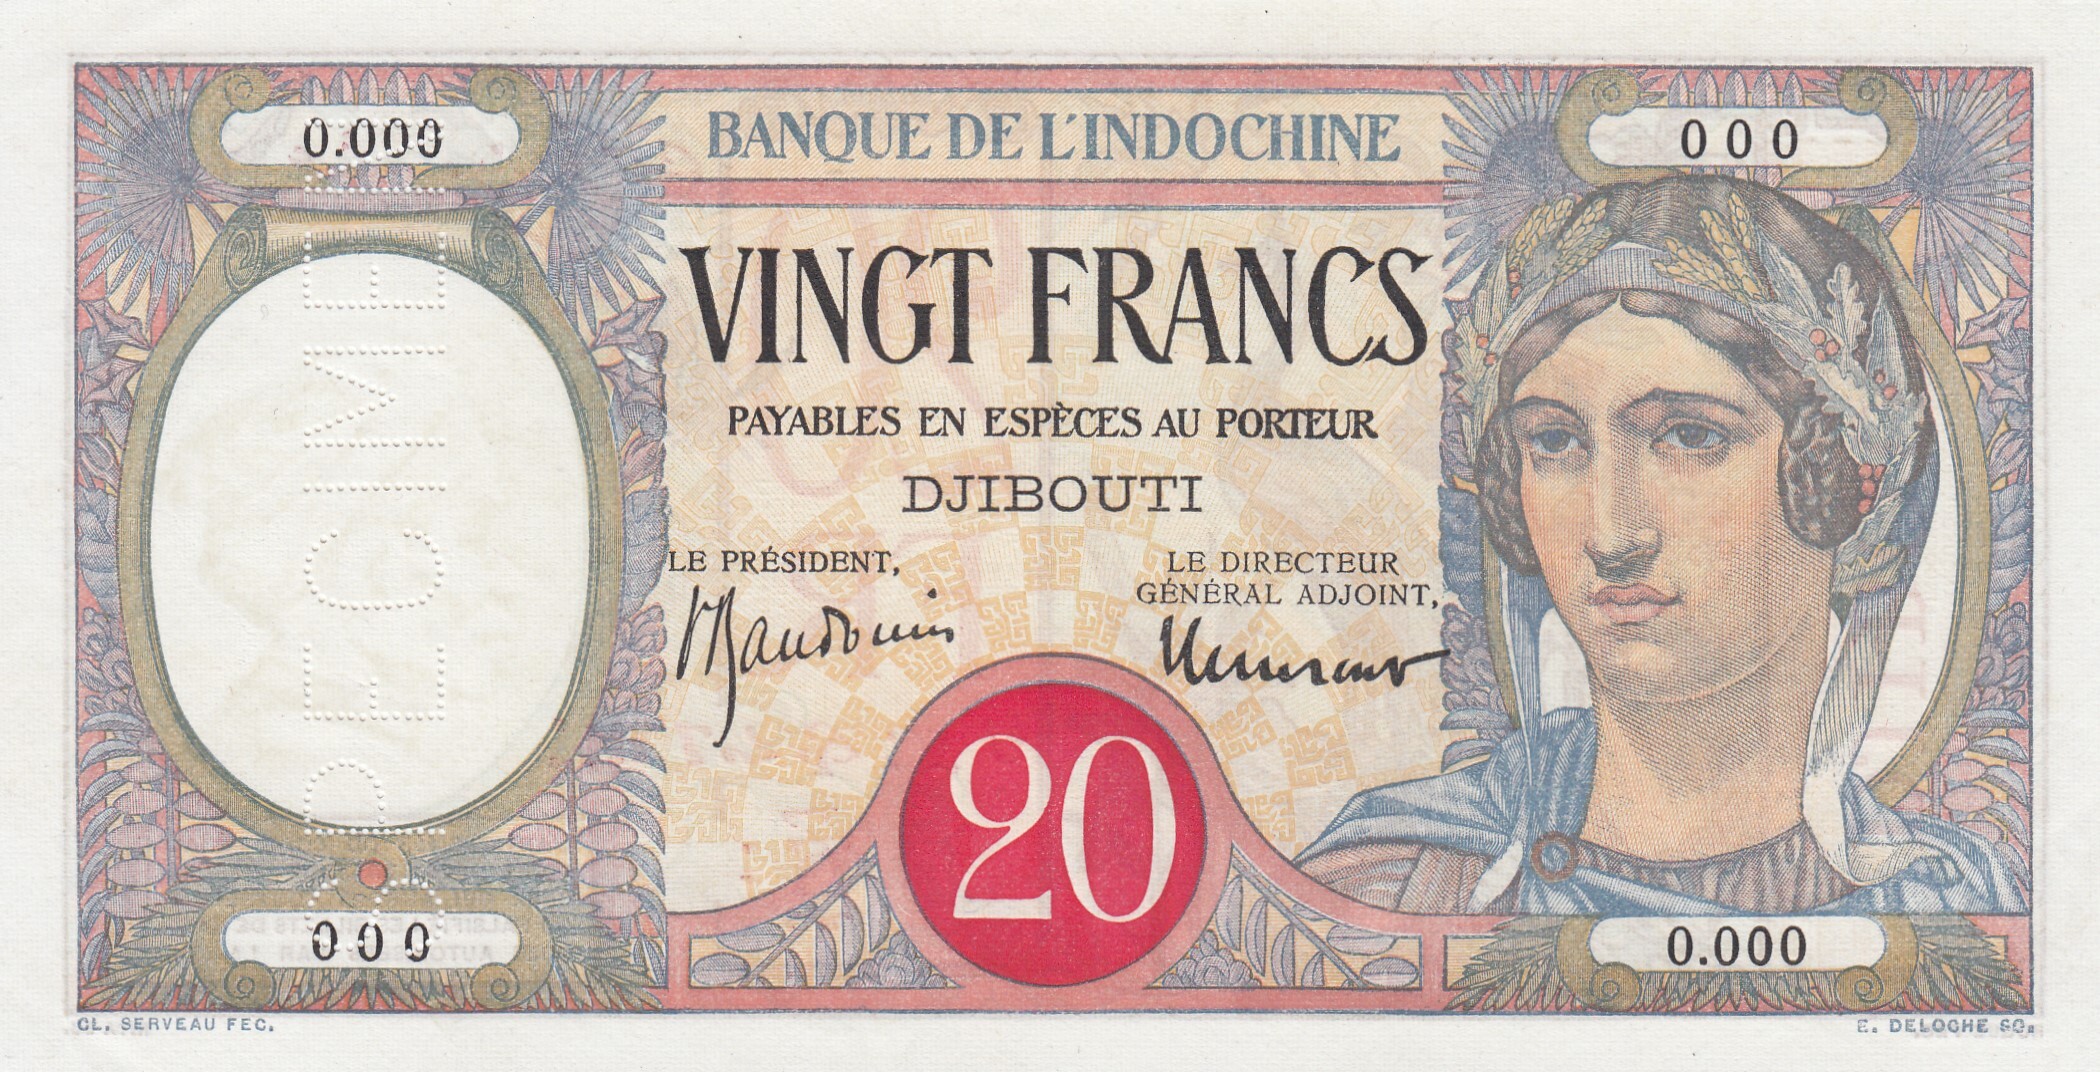 0.000
BANQUE DE L'INDOCHINE
000
VINGT FRANCS
PAYABLES EN ESPÈCES AU PORTEUR
DJIBOUTI
LE PRÉSIDENT,
LE DIRECTEUR
GÉNÉRAL ADJOINT,
20
000
0.000
CL. SERVEAU FEC.
E. DELOCHE SC.
SPECIMEN